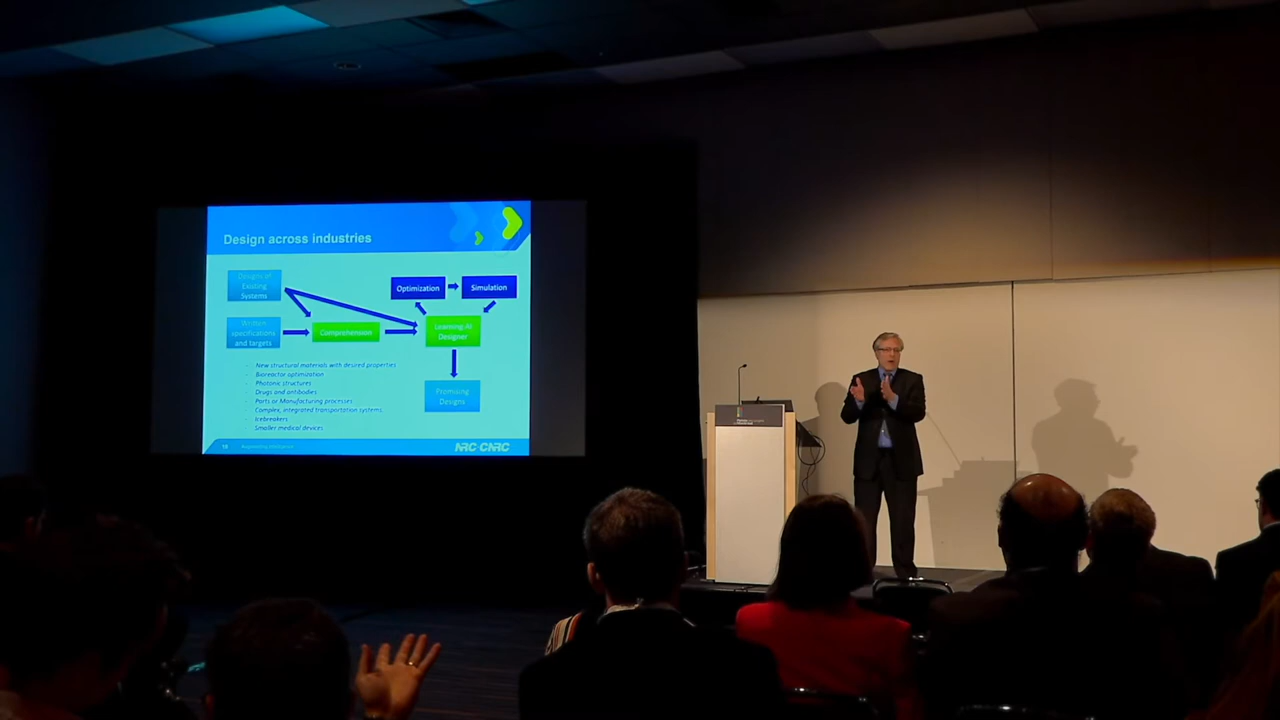 Design across industries
Designs of
Existing
Systems
Optimization
Simulation
Written
specifications
and targets
Comprehension
Learning AI
Designer
Promising
Designs
- New structural materials with desired properties
- Bioreactor optimization
- Photonic structures
- Drugs and antibodies
- Parts or Manufacturing processes
- Complex, integrated transportation systems
- Icebreakers
- Smaller medical devices
NRC·CNRC